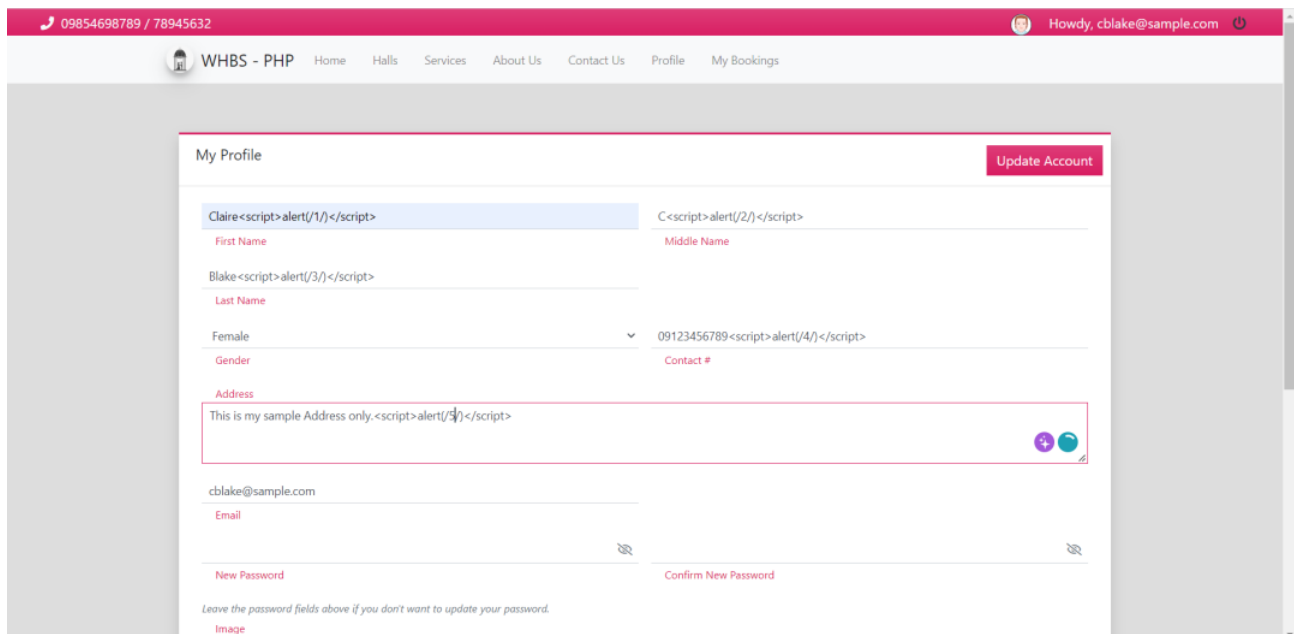 09854698789 / 78945632
Howdy, cblake@sample.com
WHBS - PHP Home Halls Services About Us Contact Us Profile My Bookings
My Profile
Update Account
Claire<script>alert(/1/)</script>
C<script>alert(/2/)</script>
First Name
Middle Name
Blake<script>alert(/3/)</script>
Last Name
Female
09123456789<script>alert(/4/)</script>
Gender
Contact #
Address
This is my sample Address only.<script>alert(/5/)</script>
cblake@sample.com
Email
New Password
Confirm New Password
Leave the password fields above if you don't want to update your password.
Image